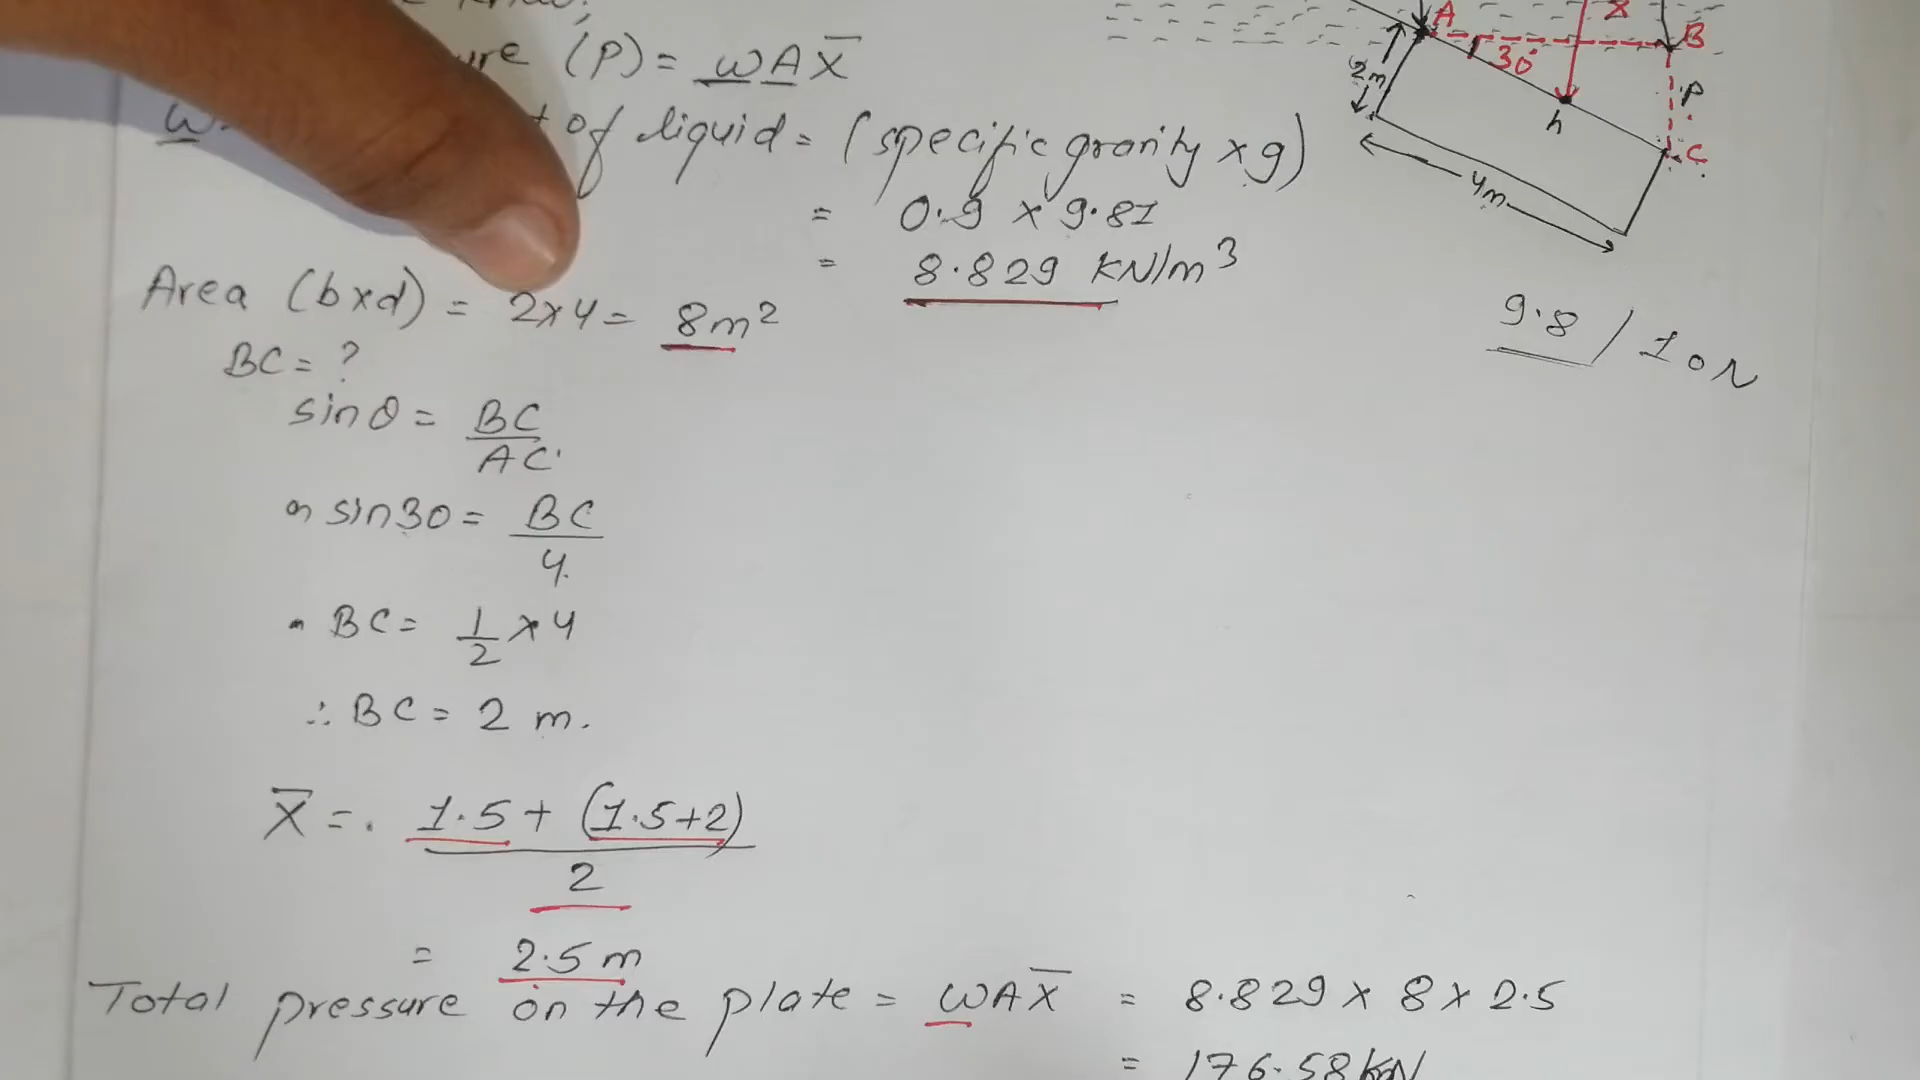 (P) = wAX̅
of liquid = (specific gravity x g)
= 0.9 x 9.81
= 8.829 KN/m³
Area (bxd) = 2x4 = 8m²
BC = ?
sinθ = BC
AC
sin30 = BC
4
BC = 1/2 x 4
∴ BC = 2 m.
X̅ = 1.5 + (1.5+2)
2
= 2.5 m
Total pressure on the plate = wAX̅ = 8.829 x 8 x 2.5
= 176.58 KN
A
B
30°
2m
P
h
C
4m
9.8 / 10N